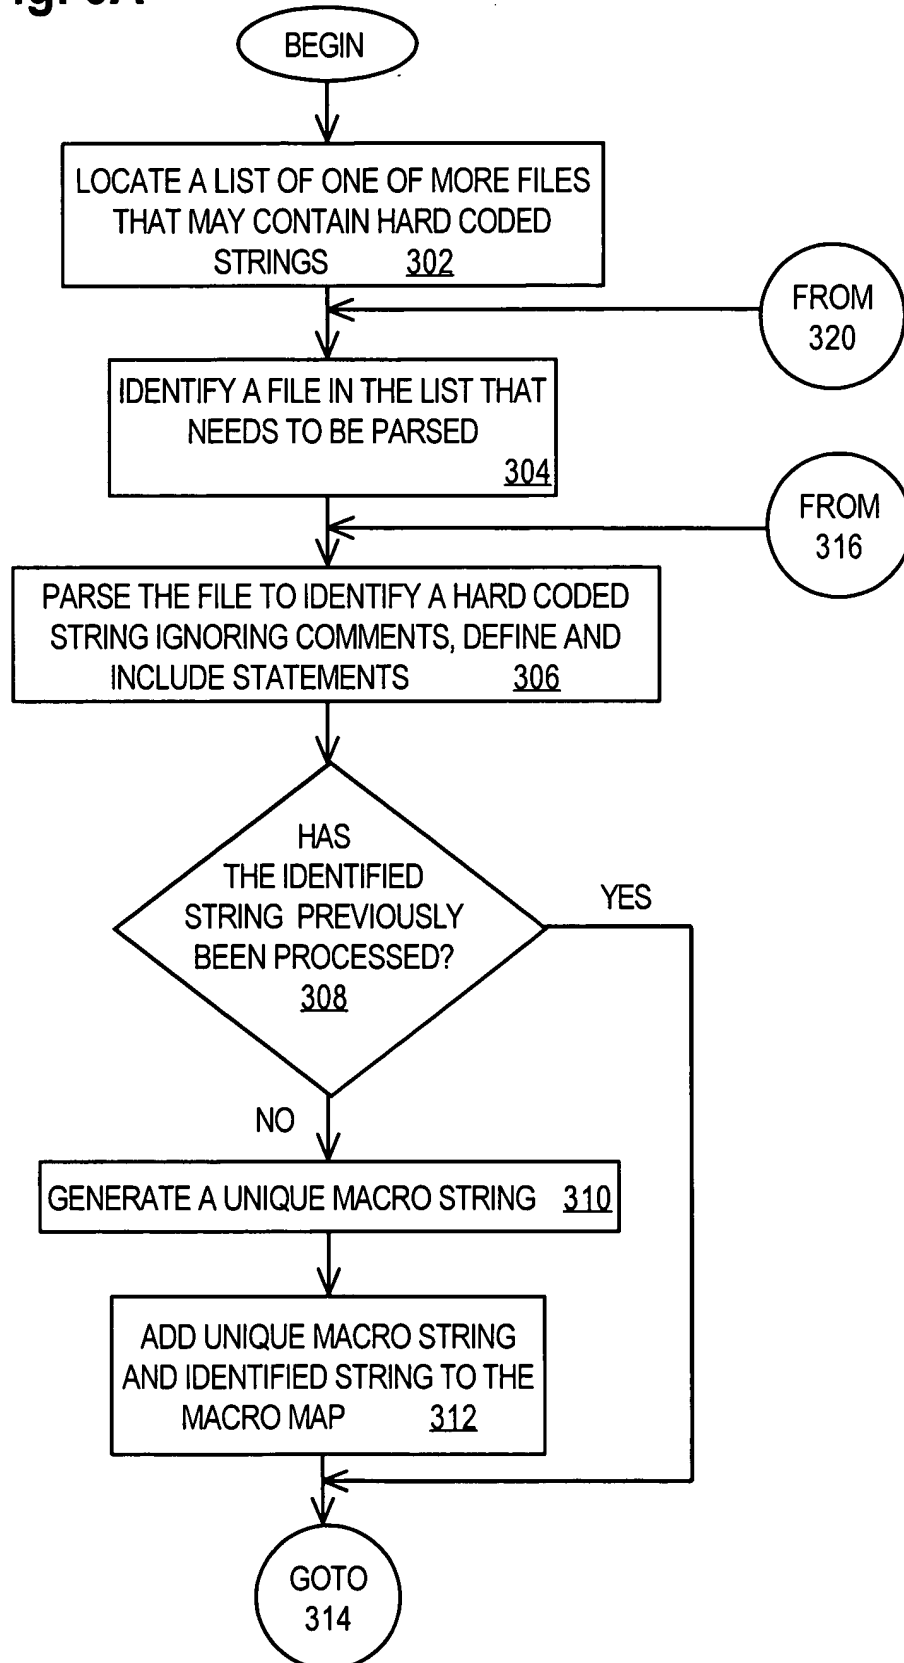 BEGIN
LOCATE A LIST OF ONE OF MORE FILES
THAT MAY CONTAIN HARD CODED
STRINGS 302
FROM
320
IDENTIFY A FILE IN THE LIST THAT
NEEDS TO BE PARSED
304
FROM
316
PARSE THE FILE TO IDENTIFY A HARD CODED
STRING IGNORING COMMENTS, DEFINE AND
INCLUDE STATEMENTS 306
HAS
THE IDENTIFIED
STRING PREVIOUSLY
BEEN PROCESSED?
308
YES
NO
GENERATE A UNIQUE MACRO STRING 310
ADD UNIQUE MACRO STRING
AND IDENTIFIED STRING TO THE
MACRO MAP 312
GOTO
314